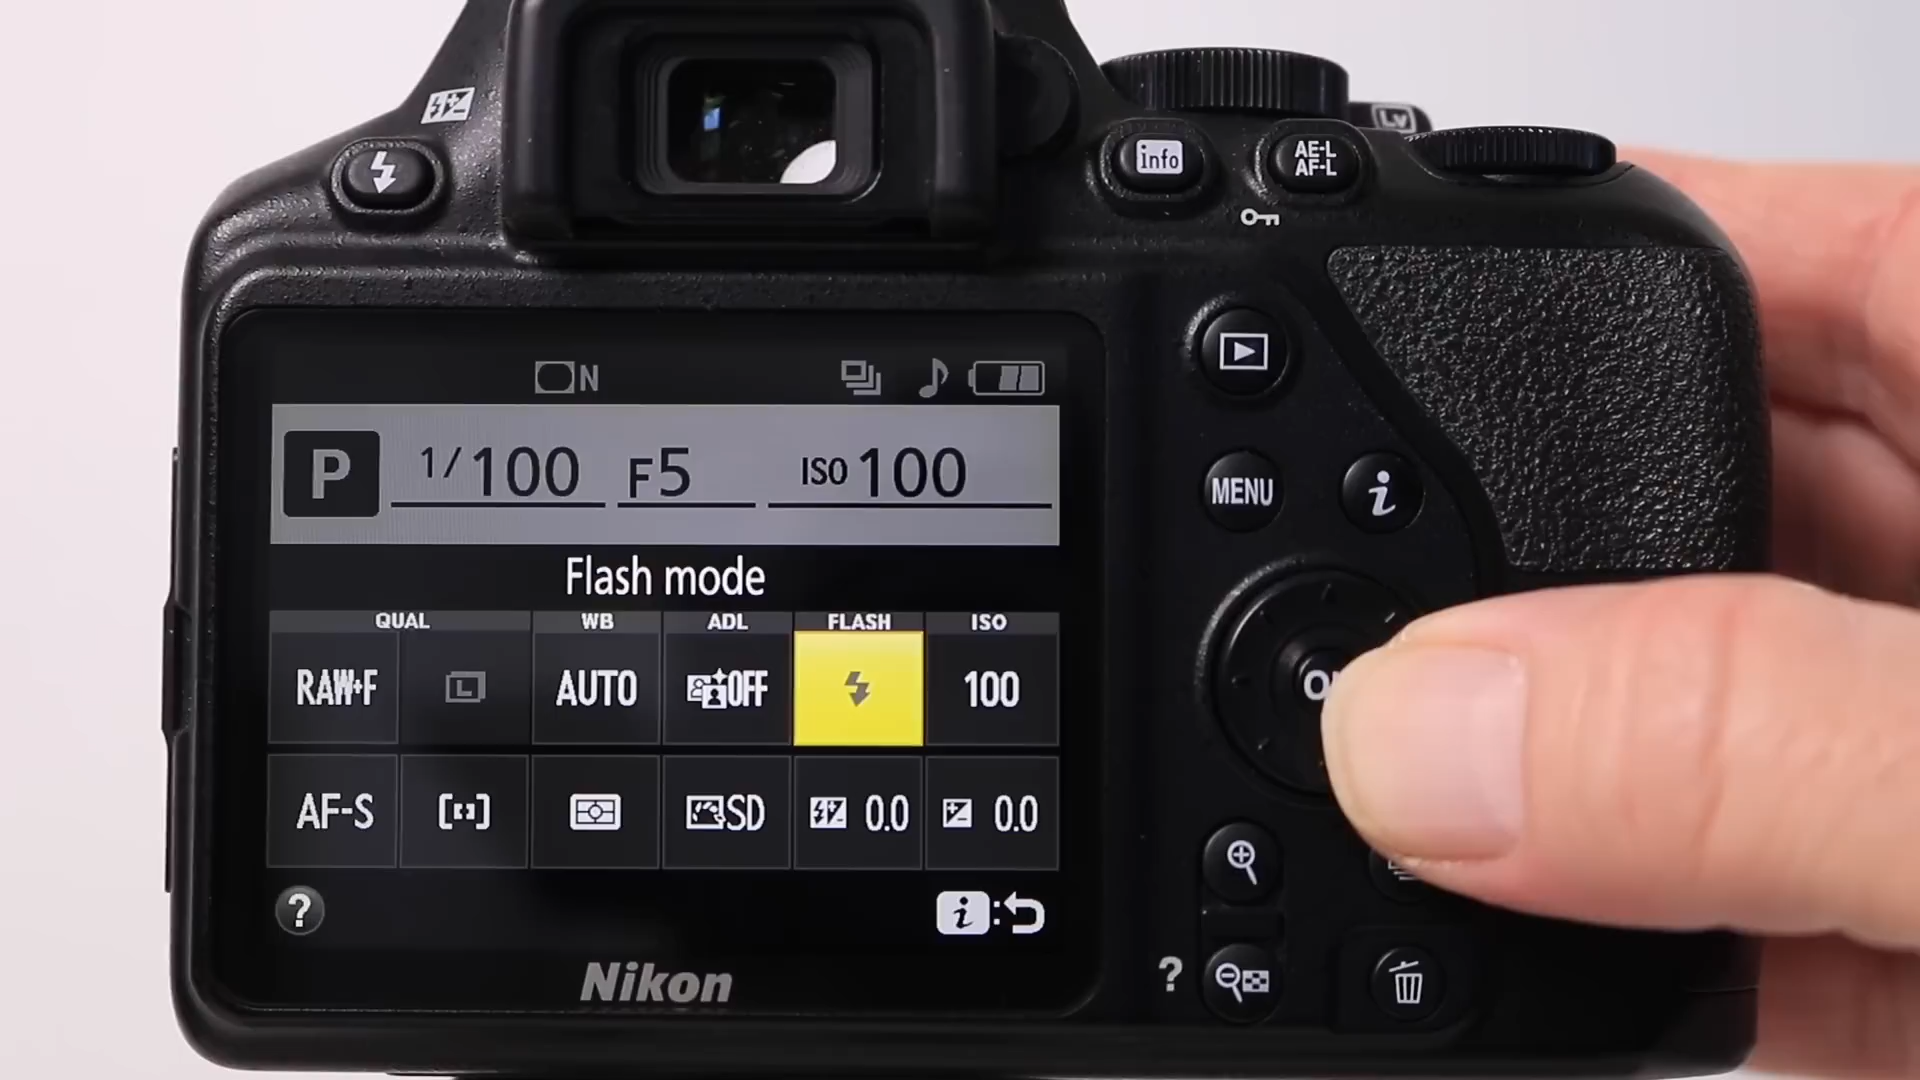 Lv
info
AE-L
AF-L
N
P 1/100 F5 ISO 100
Flash mode
QUAL WB ADL FLASH ISO
RAW+F L AUTO OFF 100
AF-S SD 0.0 0.0
? i:
Nikon
MENU i
?